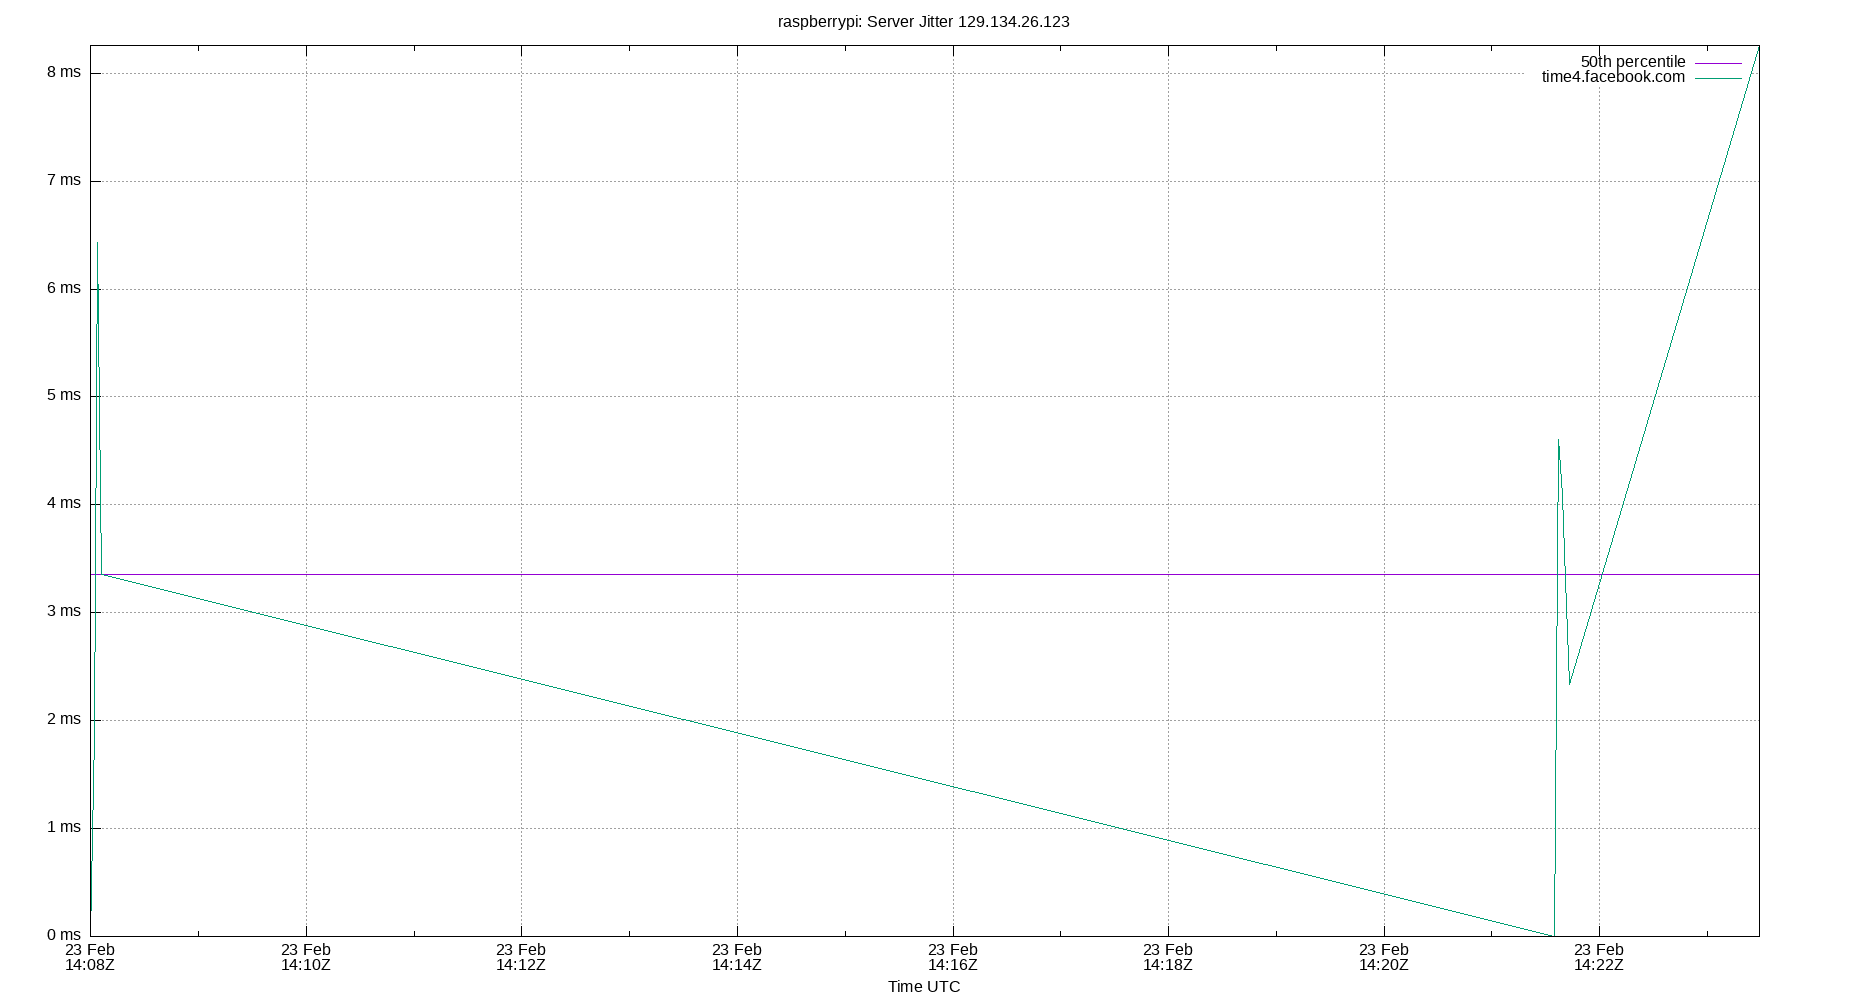 raspberrypi: Server Jitter 129.134.26.123
50th percentile
time4.facebook.com
8 ms
7 ms
6 ms
5 ms
4 ms
3 ms
2 ms
1 ms
0 ms
23 Feb 23 Feb 23 Feb 23 Feb 23 Feb 23 Feb 23 Feb 23 Feb
14:08Z 14:10Z 14:12Z 14:14Z 14:16Z 14:18Z 14:20Z 14:22Z
Time UTC